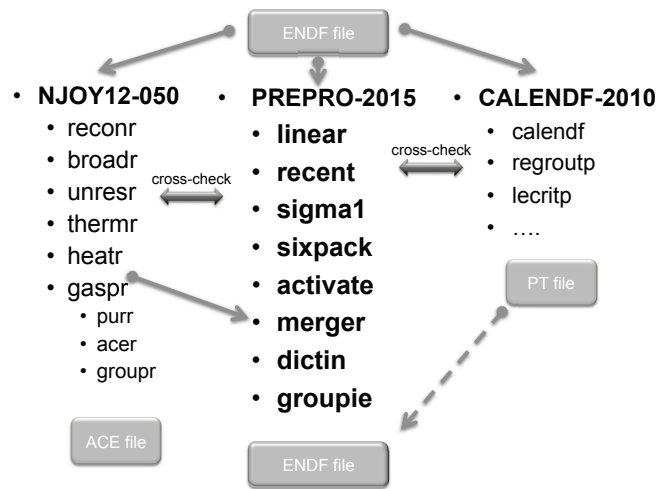 ENDF file
• NJOY12-050
• reconr
• broadr
• unresr
• thermr
• heatr
• gaspr
• purr
• acer
• groupr
ACE file
cross-check
• PREPRO-2015
• linear
• recent
• sigma1
• sixpack
• activate
• merger
• dictin
• groupie
ENDF file
cross-check
• CALENDF-2010
• calendf
• regroutp
• lecritp
• ….
PT file